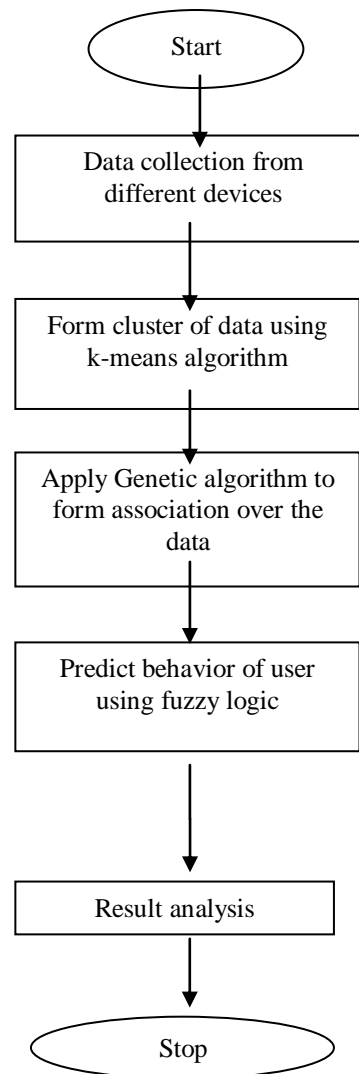 Start
Data collection from
different devices
Form cluster of data using
k-means algorithm
Apply Genetic algorithm to
form association over the
data
Predict behavior of user
using fuzzy logic
Result analysis
Stop